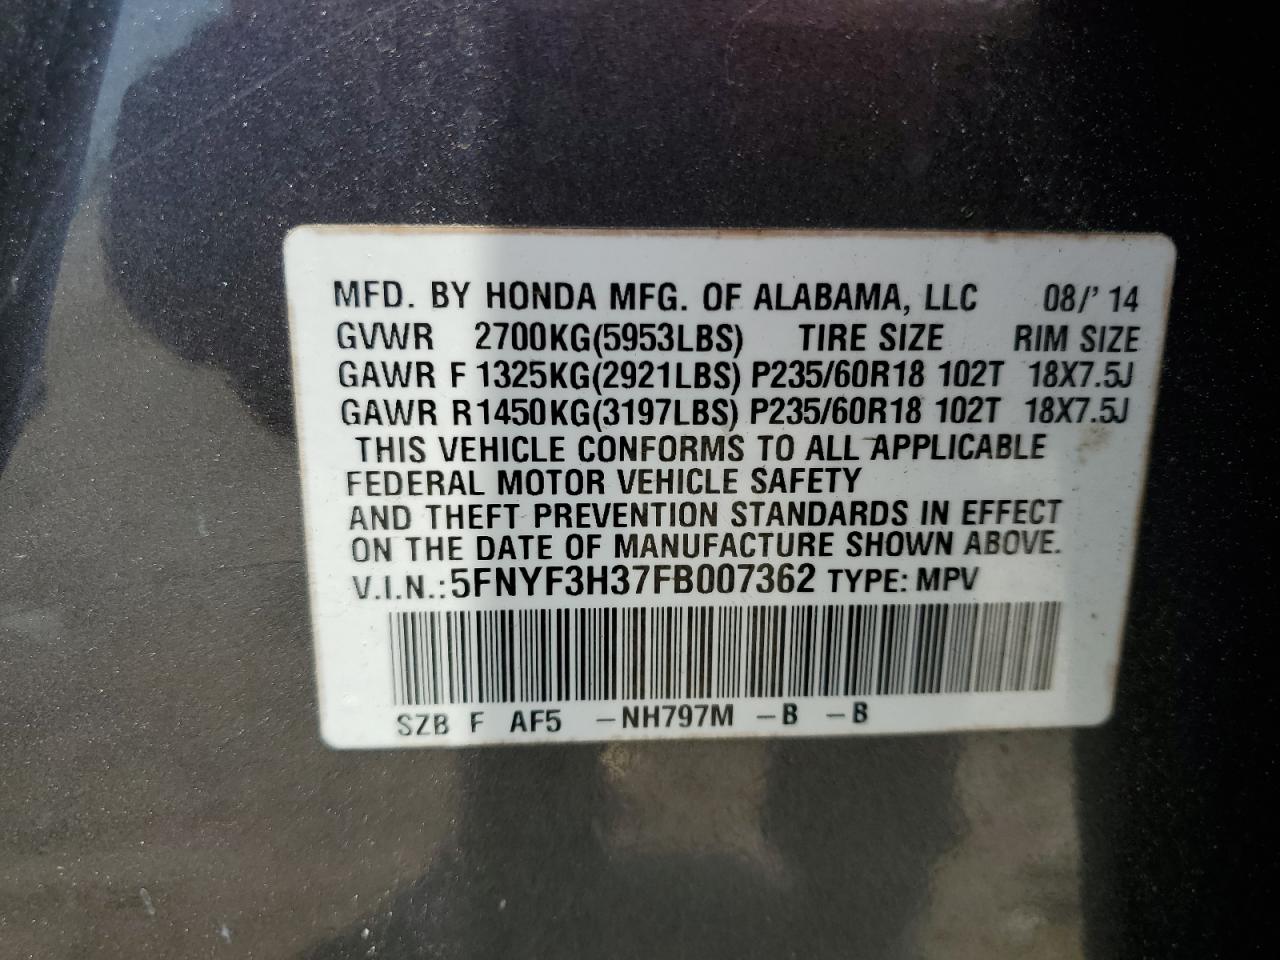 MFD. BY HONDA MFG. OF ALABAMA, LLC 08/' 14
GVWR 2700KG(5953LBS) TIRE SIZE RIM SIZE
GAWR F 1325KG(2921LBS) P235/60R18 102T 18X7.5J
GAWR R 1450KG(3197LBS) P235/60R18 102T 18X7.5J
THIS VEHICLE CONFORMS TO ALL APPLICABLE
FEDERAL MOTOR VEHICLE SAFETY
AND THEFT PREVENTION STANDARDS IN EFFECT
ON THE DATE OF MANUFACTURE SHOWN ABOVE.
V.I.N.: 5FNYF3H37FB007362 TYPE: MPV
SZB F AF5 -NH797M -B -B